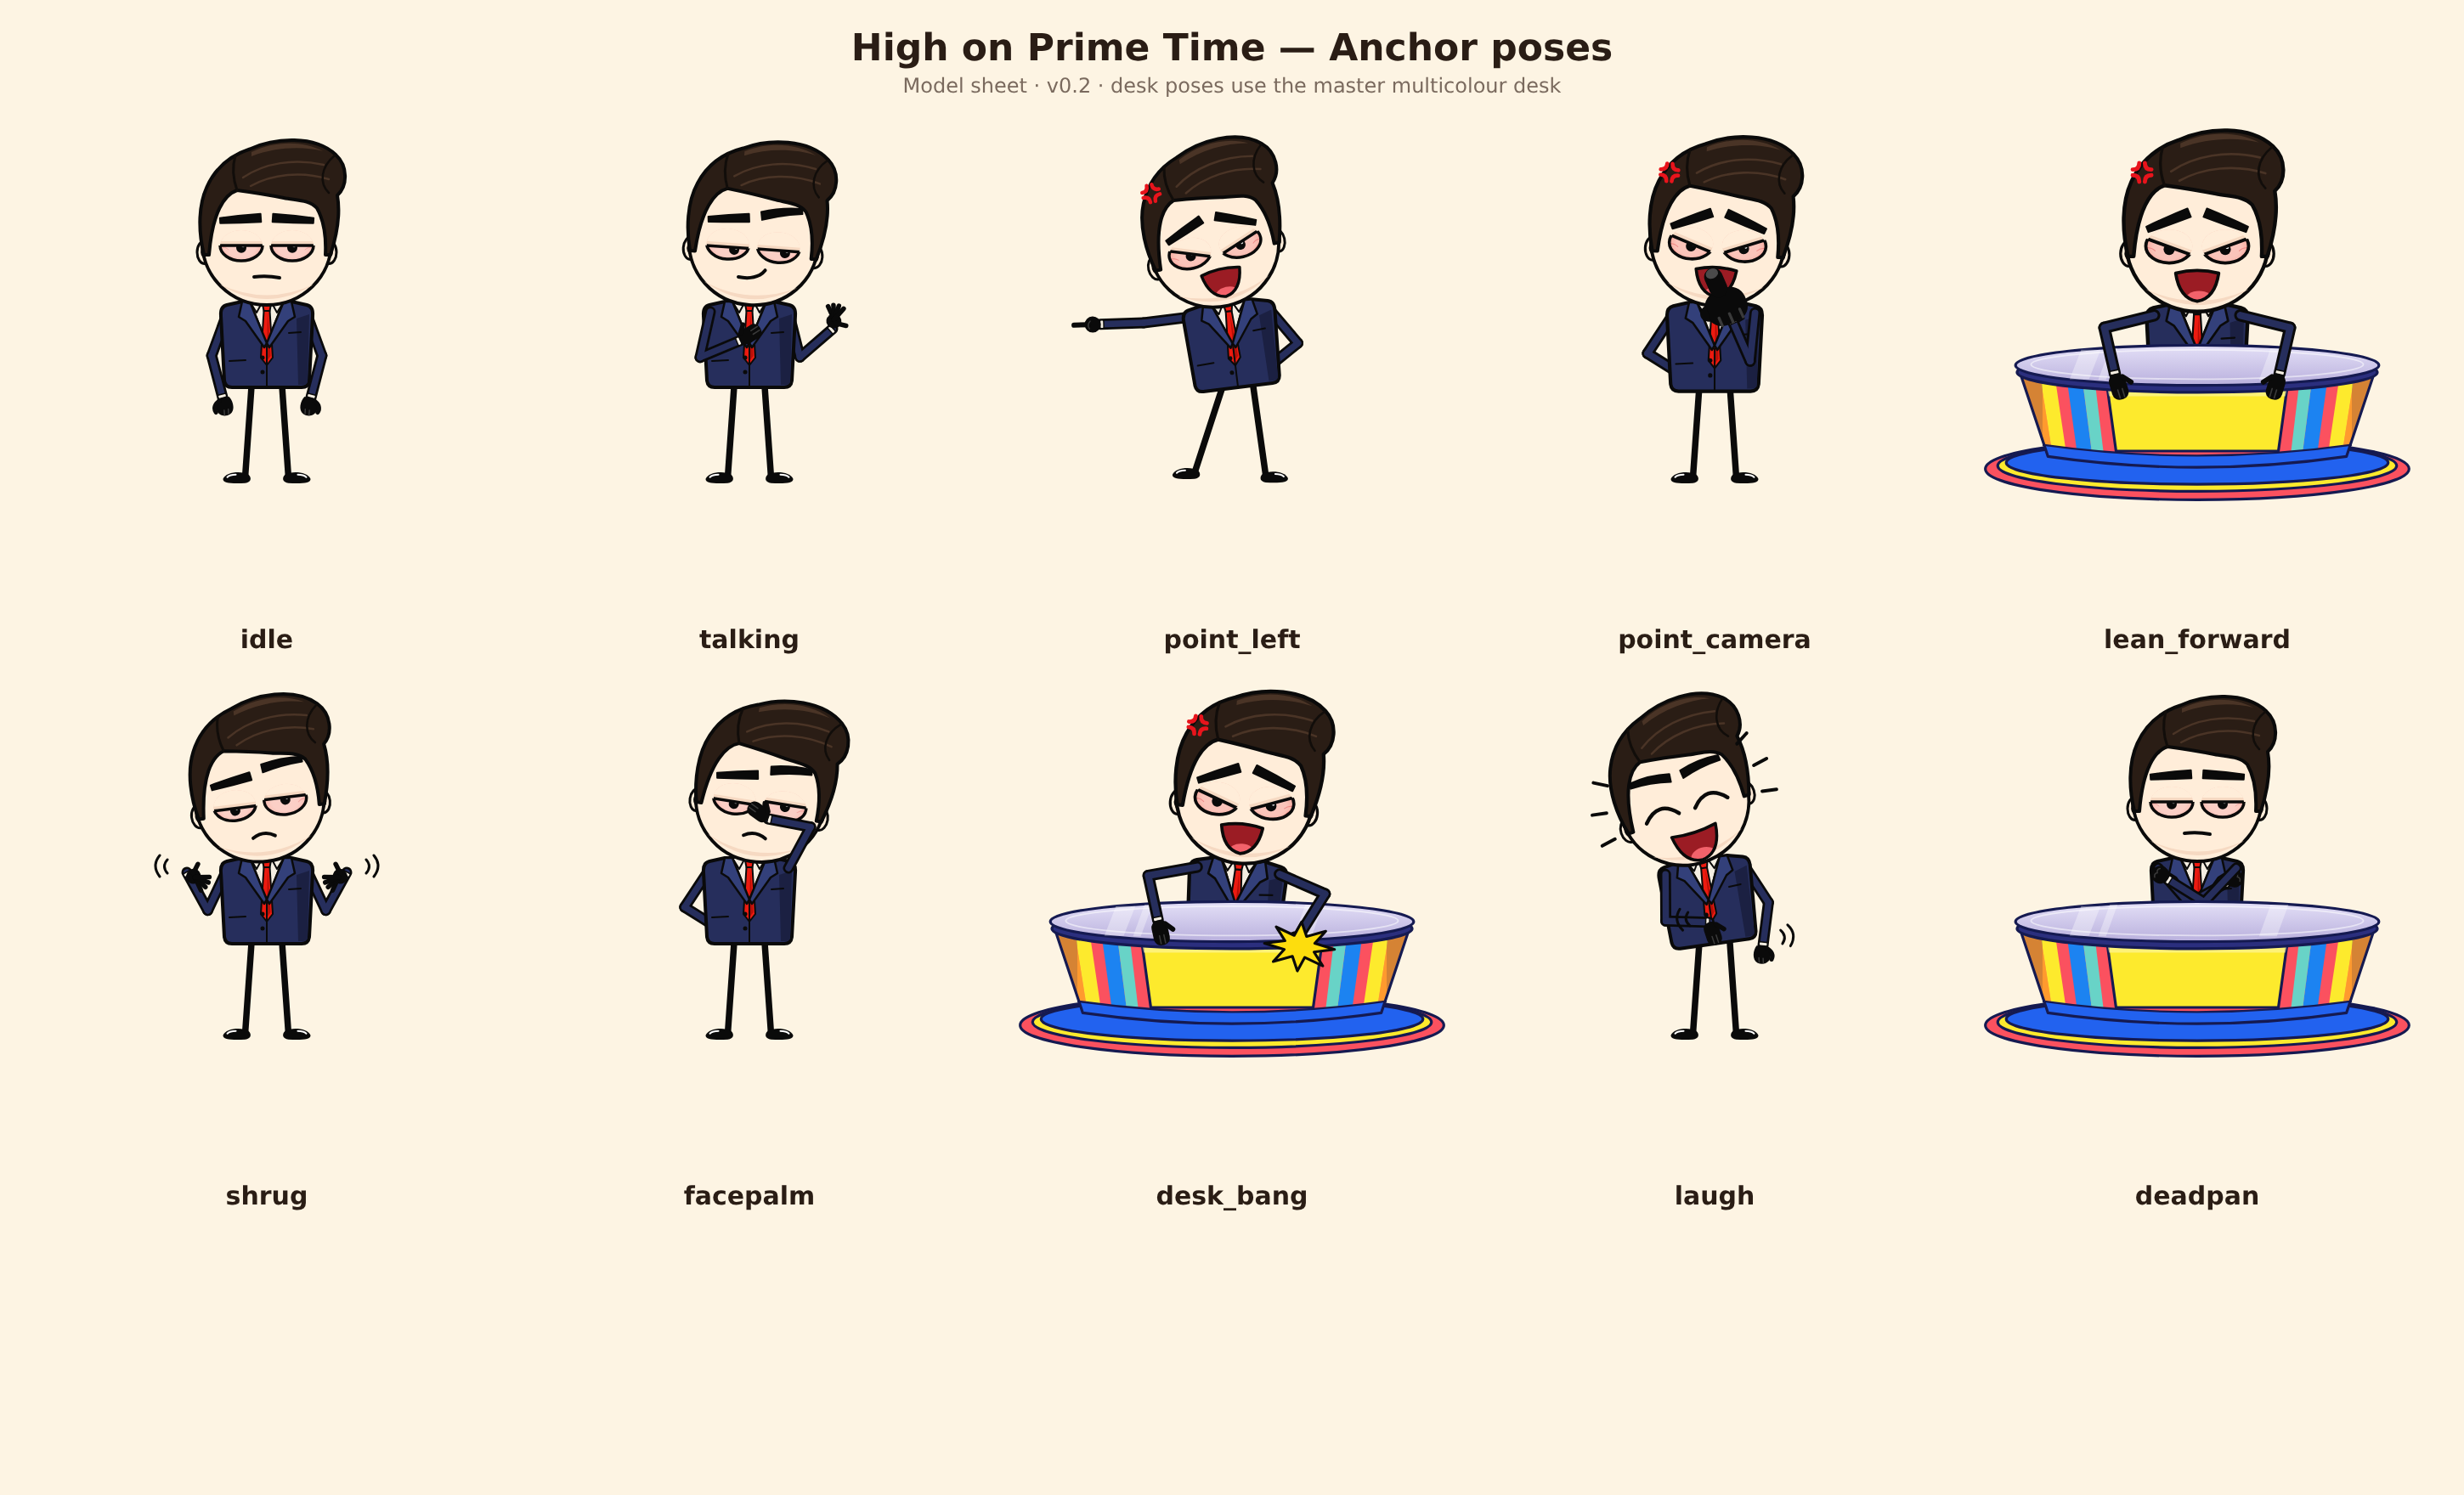 High on Prime Time — Anchor poses
Model sheet · v0.2 · desk poses use the master multicolour desk
idle
talking
point_left
point_camera
lean_forward
shrug
facepalm
desk_bang
laugh
deadpan